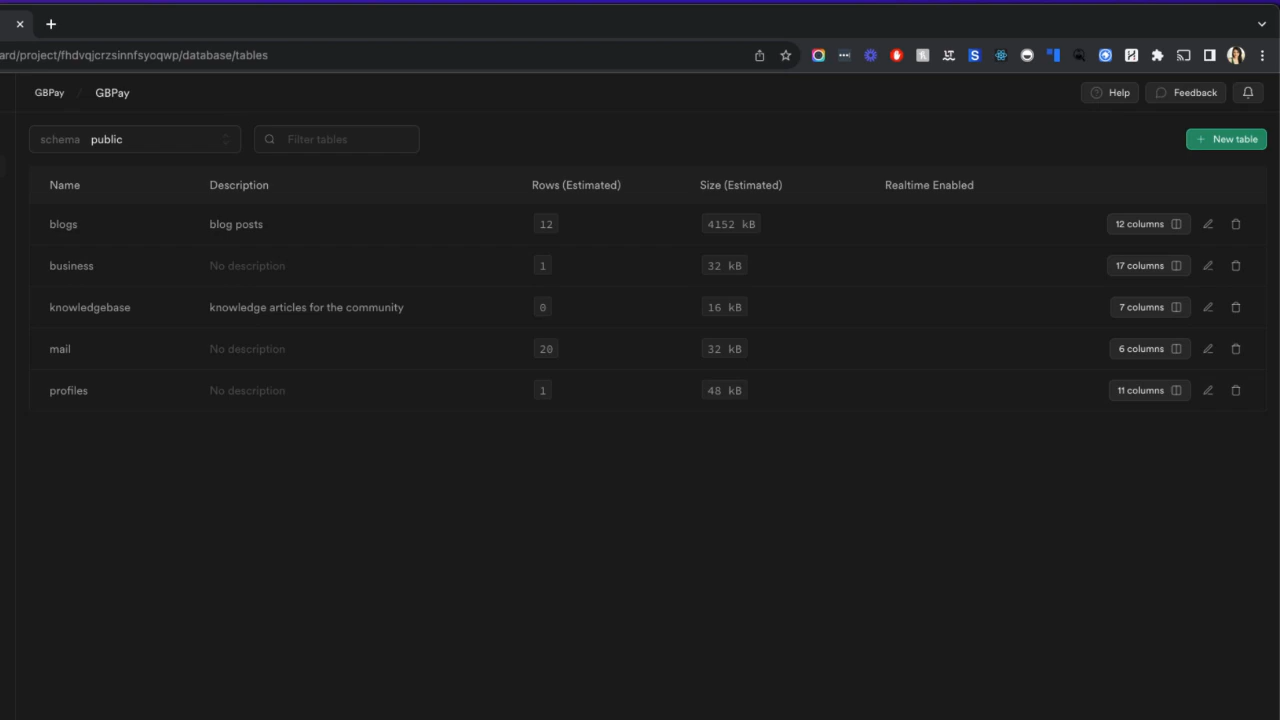 ard/project/fhdvqjcrzsinnfsyoqwp/database/tables
GBPay / GBPay Help Feedback
schema public Filter tables + New table
Name Description Rows (Estimated) Size (Estimated) Realtime Enabled
blogs blog posts 12 4152 kB 12 columns
business No description 1 32 kB 17 columns
knowledgebase knowledge articles for the community 0 16 kB 7 columns
mail No description 20 32 kB 6 columns
profiles No description 1 48 kB 11 columns